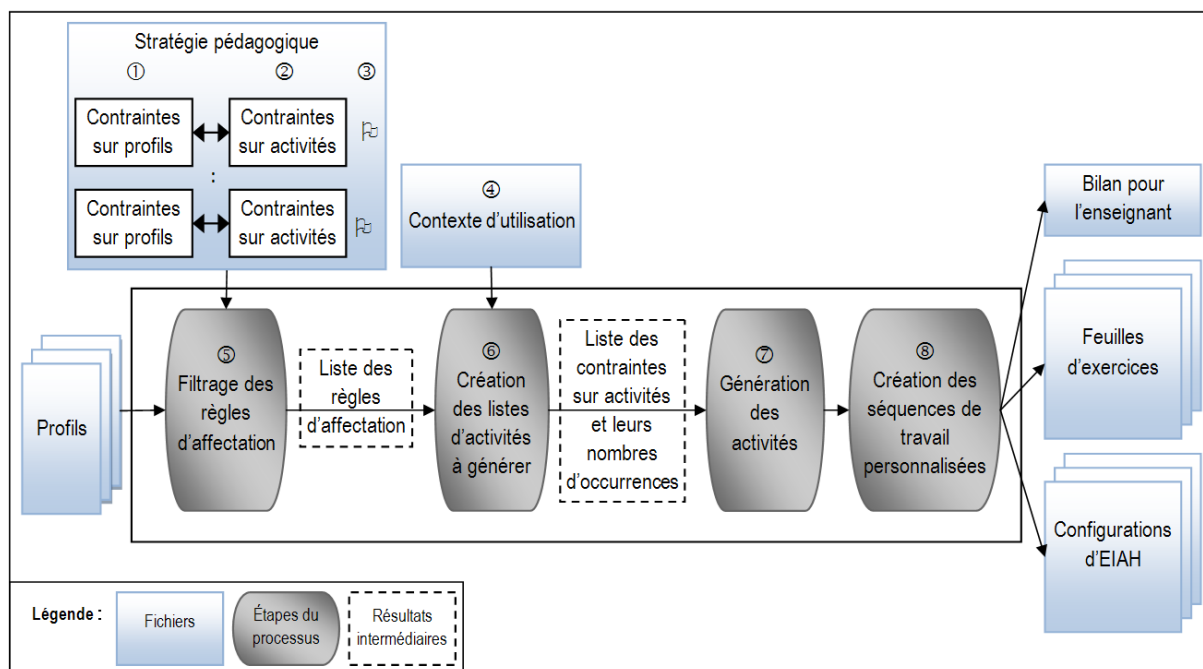 Stratégie pédagogique
① ② ③
Contraintes
sur profils
Contraintes
sur activités
:
Contraintes
sur profils
Contraintes
sur activités
④
Contexte d'utilisation
Profils
⑤
Filtrage des
règles
d'affectation
Liste des
règles
d'affectation
⑥
Création
des listes
d'activités
à générer
Liste des
contraintes
sur activités
et leurs
nombres
d'occurrences
⑦
Génération
des
activités
⑧
Création des
séquences de
travail
personnalisées
Bilan pour
l'enseignant
Feuilles
d'exercices
Configurations
d'EIAH
Légende :
Fichiers
Étapes du
processus
Résultats
intermédiaires